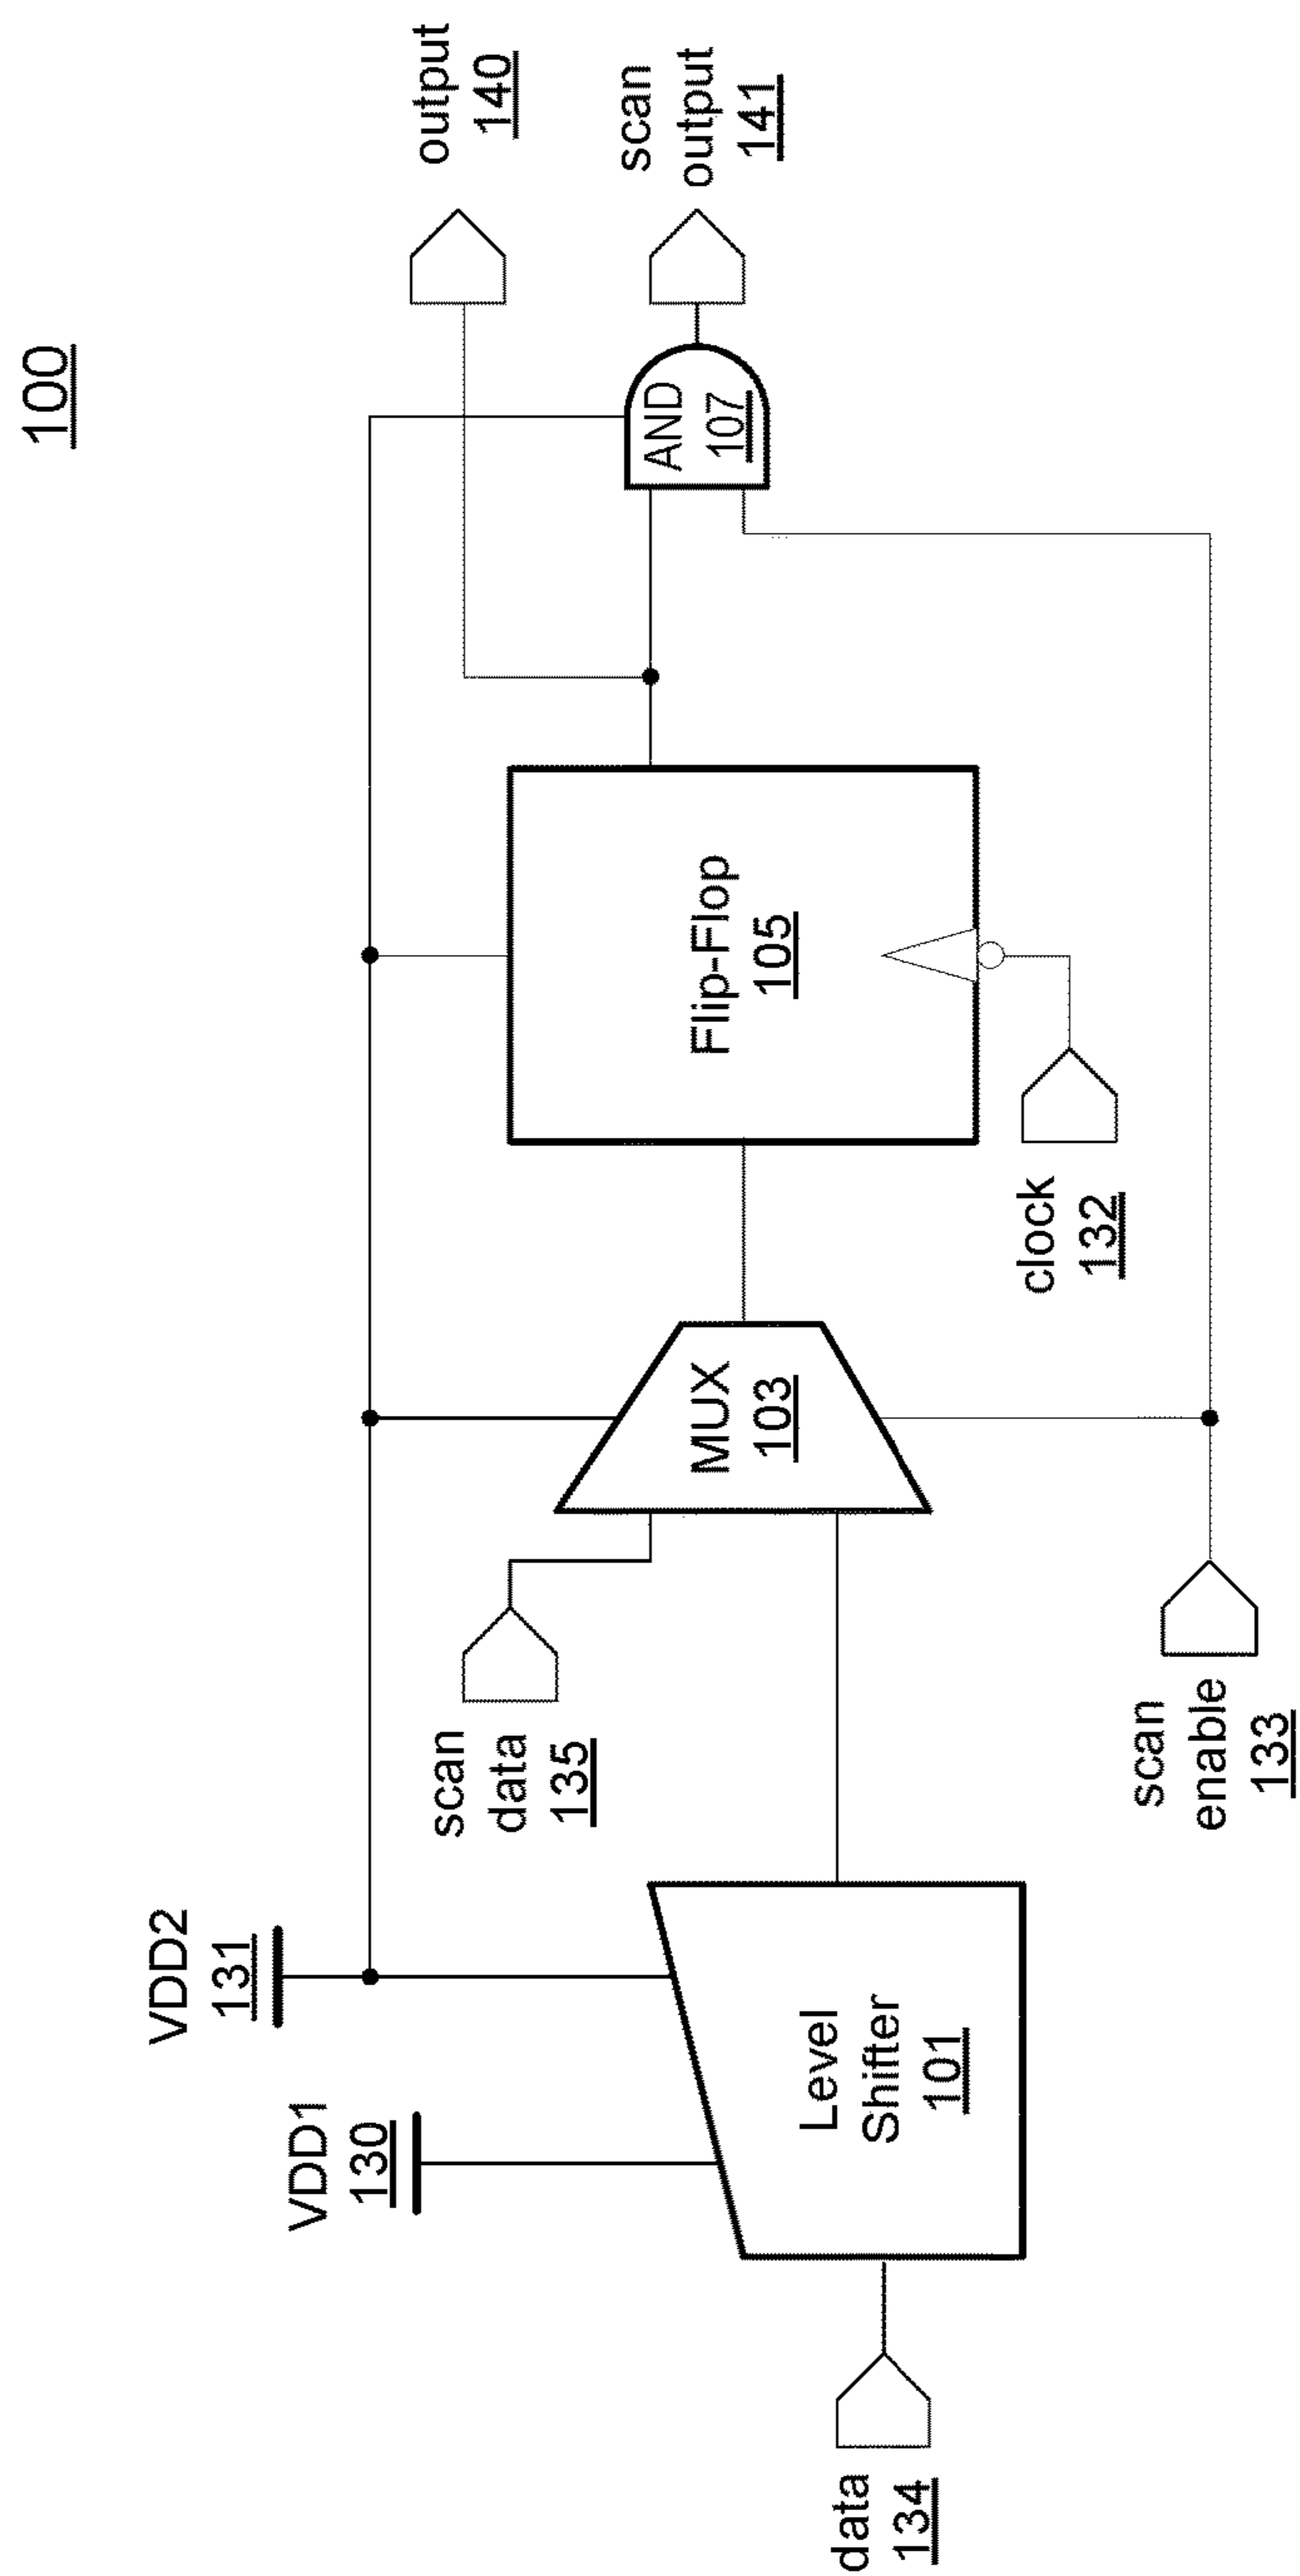 100
VDD2
131
VDD1
130
output
140
scan
data
135
scan
output
141
AND
107
MUX
103
Flip-Flop
105
Level
Shifter
101
data
134
clock
132
scan
enable
133